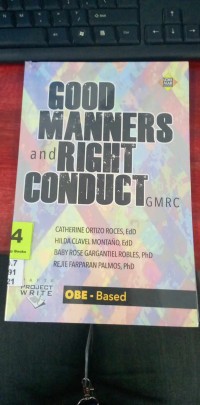 GOOD
MANNERS
and RIGHT
CONDUCT
GMRC
CATHERINE ORTIZO ROCES, EdD
HILDA CLAVEL MONTAÑO, EdD
BABY ROSE GARGANTIEL ROBLES, PhD
REJIE FARPARAN PALMOS, PhD
4
PROJECT
WRITE
OBE - Based